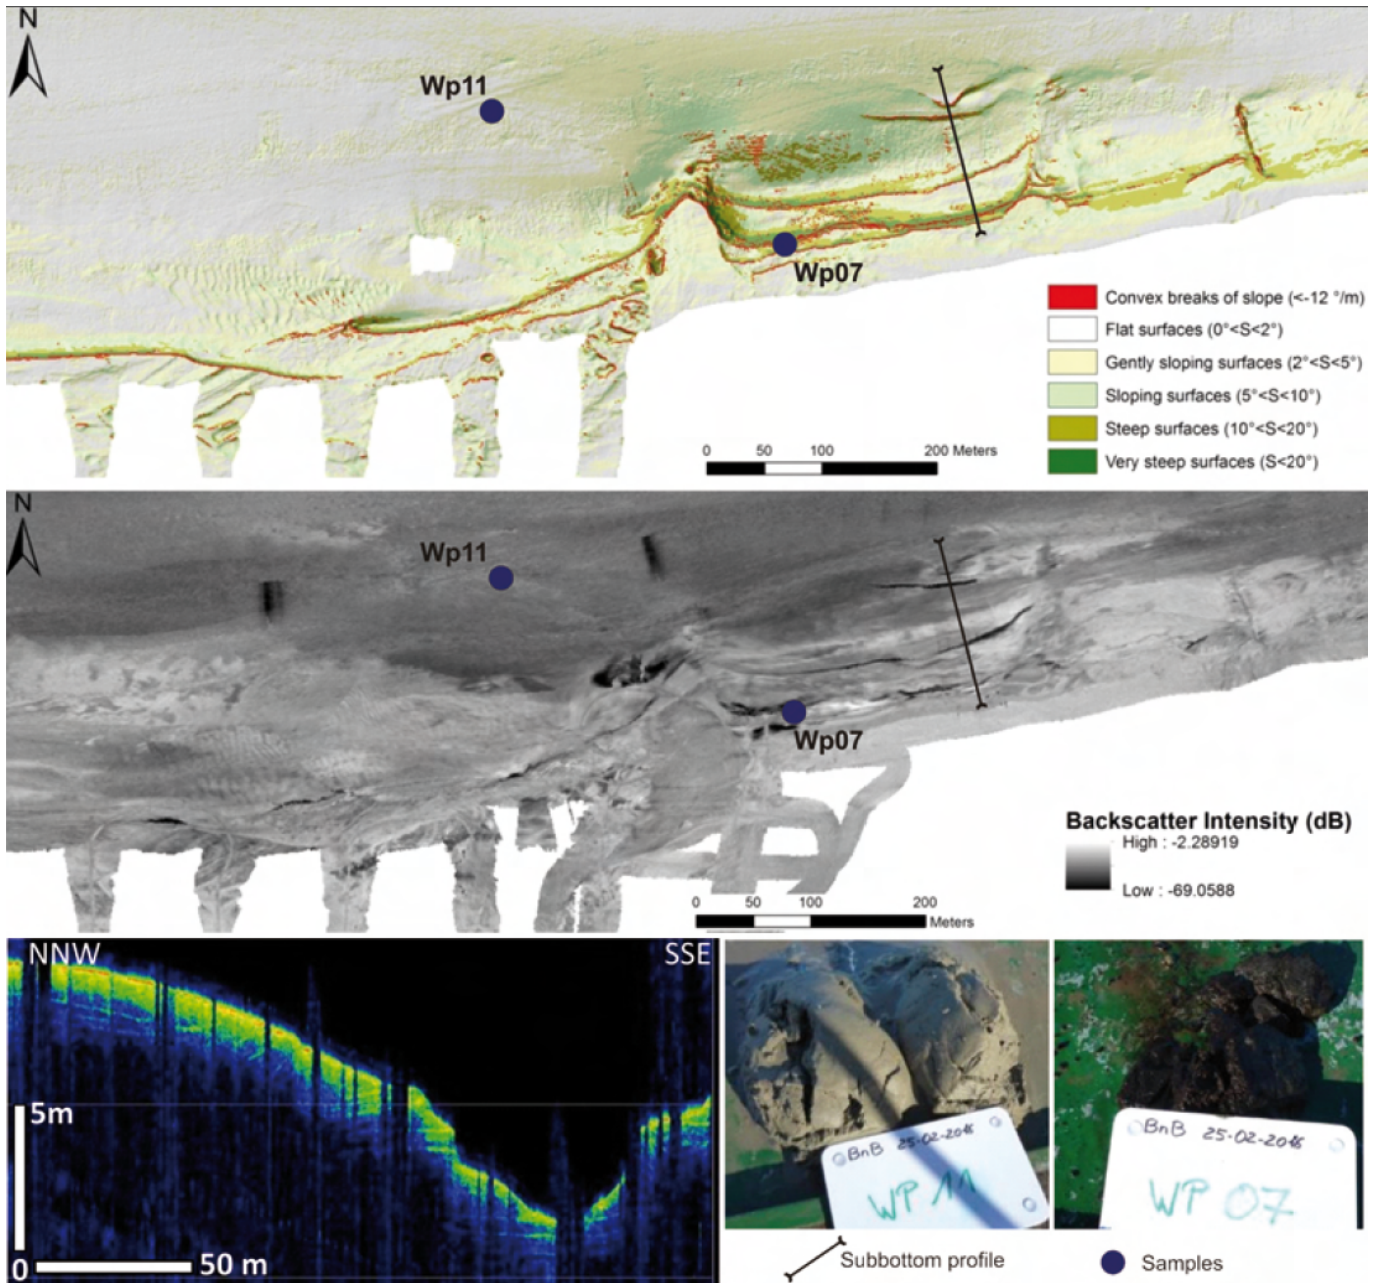 N
Wp11
Wp07
Convex breaks of slope (<-12 °/m)
Flat surfaces (0°<S<2°)
Gently sloping surfaces (2°<S<5°)
Sloping surfaces (5°<S<10°)
Steep surfaces (10°<S<20°)
Very steep surfaces (S<20°)
0 50 100 200 Meters
N
Wp11
Wp07
Backscatter Intensity (dB)
High : -2.28919
Low : -69.0588
0 50 100 200
Meters
NNW SSE
5m
0 50 m
BnB 25-02-2016
WP 11
BnB 25-02-2016
WP 07
Subbottom profile
Samples